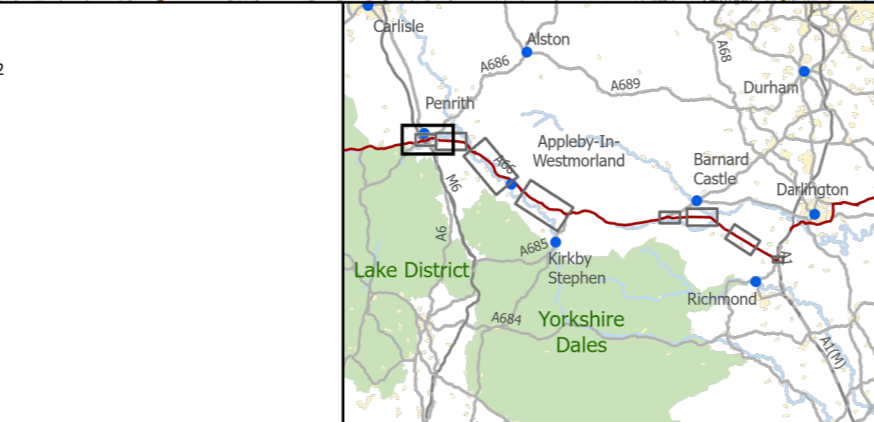 2
Carlisle
Alston
A68
A686
A689
Durham
Penrith
Appleby-In-
Westmorland
A66
Barnard
Castle
M6
Darlington
A6
A685
A1
Kirkby
Stephen
Lake District
Richmond
A684
Yorkshire
Dales
A1(M)